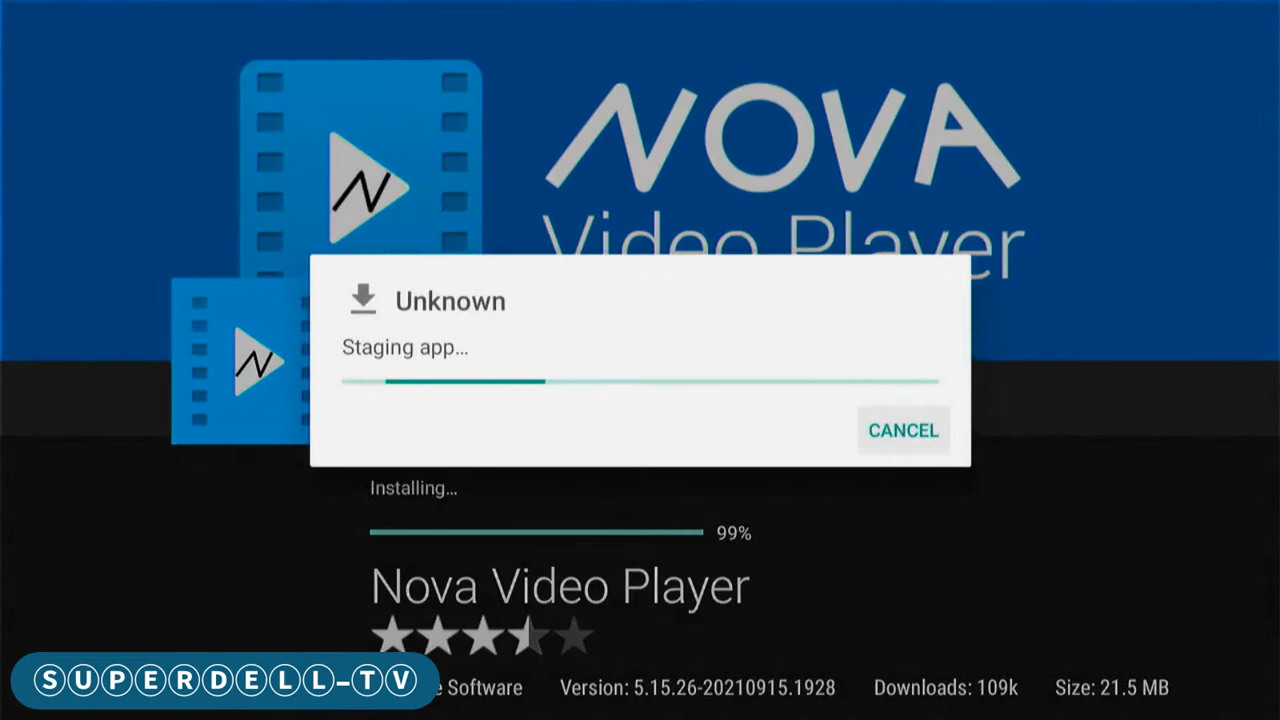 NOVA
Video Player
Unknown
Staging app...
CANCEL
Installing...
99%
Nova Video Player
SUPERDELL-TV
Software
Version: 5.15.26-20210915.1928
Downloads: 109k
Size: 21.5 MB